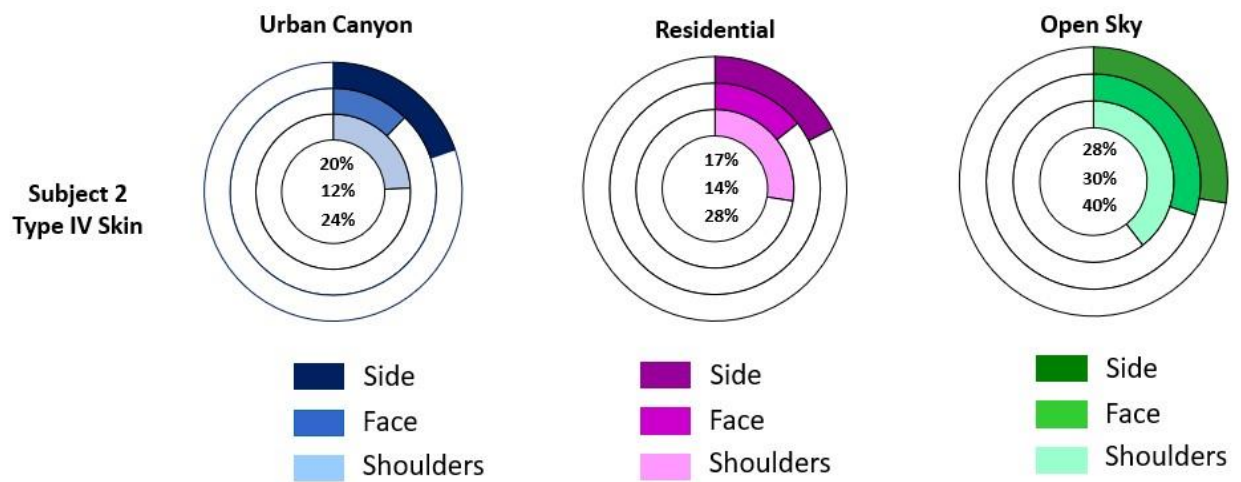 Urban Canyon
Residential
Open Sky
Subject 2
Type IV Skin
20%
12%
24%
17%
14%
28%
28%
30%
40%
Side
Face
Shoulders
Side
Face
Shoulders
Side
Face
Shoulders